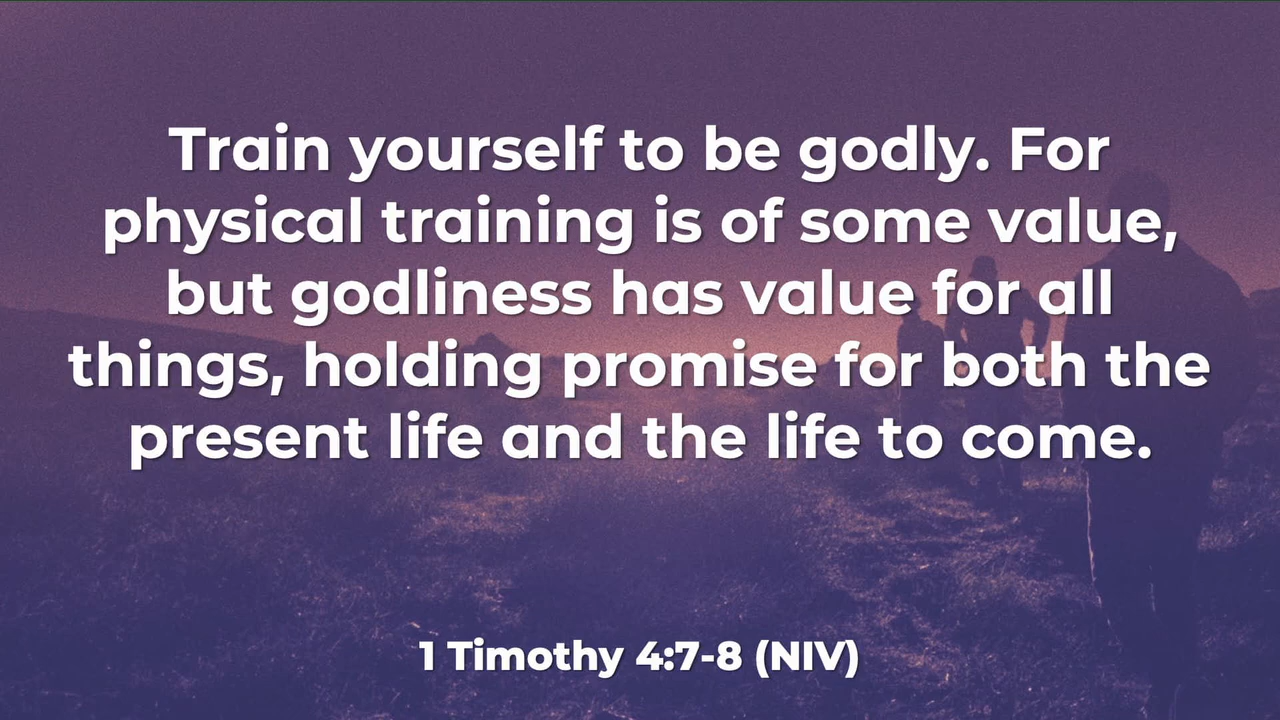 Train yourself to be godly. For
physical training is of some value,
but godliness has value for all
things, holding promise for both the
present life and the life to come.
1 Timothy 4:7-8 (NIV)